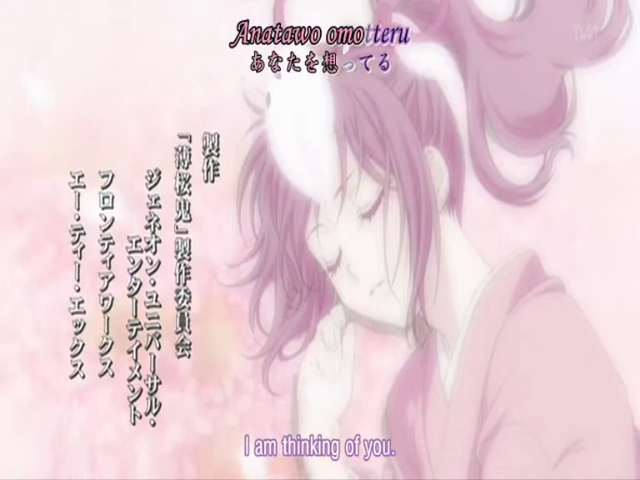 Anatawo omotteru
あなたを想ってる
製作
「薄桜鬼」製作委員会
ジェネオン・ユニバーサル・
エンターテイメント
フロンティアワークス
エー・ティー・エックス
I am thinking of you.